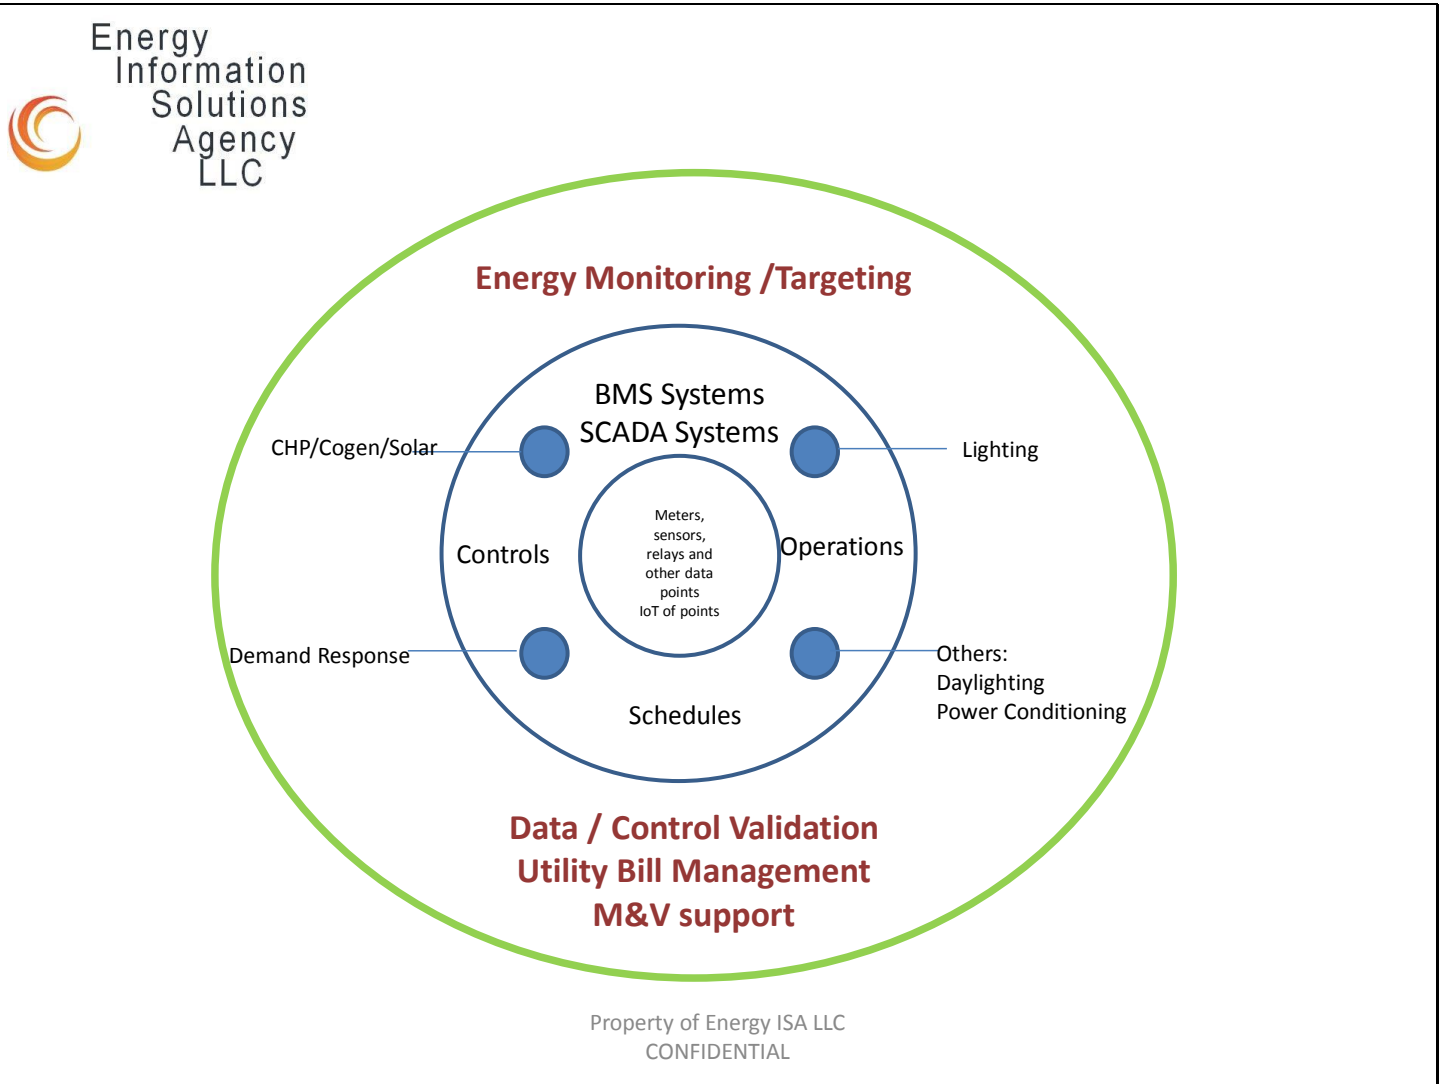 Energy
Information
Solutions
Agency
LLC
Energy Monitoring /Targeting
BMS Systems
SCADA Systems
CHP/Cogen/Solar
Lighting
Meters,
sensors,
relays and
other data
points
IoT of points
Controls
Operations
Demand Response
Others:
Daylighting
Power Conditioning
Schedules
Data / Control Validation
Utility Bill Management
M&V support
Property of Energy ISA LLC
CONFIDENTIAL